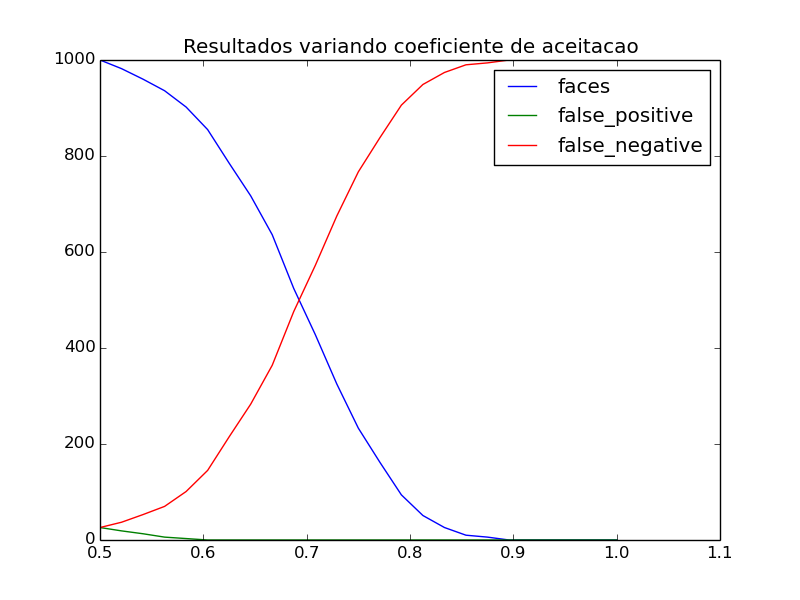 Resultados variando coeficiente de aceitacao
1000
800
600
400
200
0
faces
false_positive
false_negative
0.5 0.6 0.7 0.8 0.9 1.0 1.1